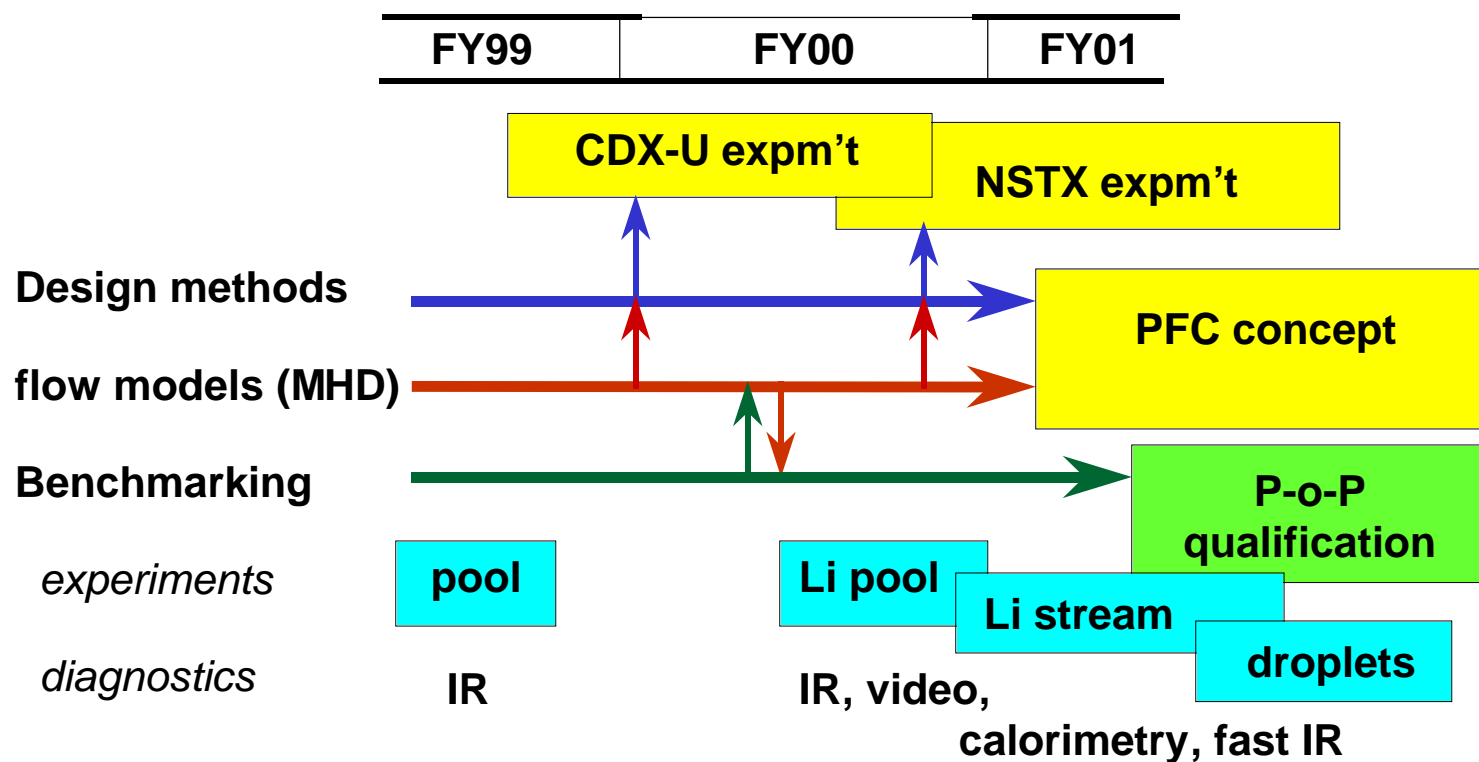 FY99 FY00 FY01
CDX-U expm’t
NSTX expm’t
Design methods
PFC concept
flow models (MHD)
Benchmarking
P-o-P
qualification
experiments
pool
Li pool
Li stream
droplets
diagnostics
IR
IR, video,
calorimetry, fast IR